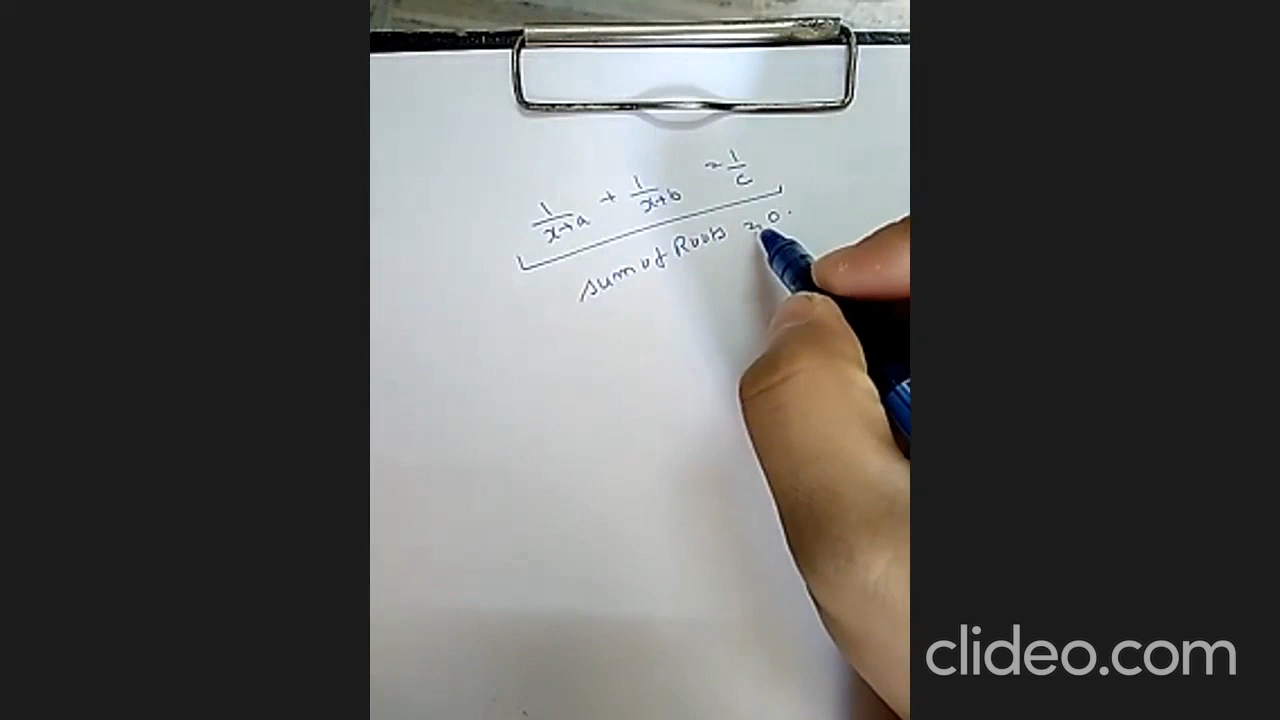 1/(x+a) + 1/(x+b) = 1/c
sum of Roots = 0.
clideo.com